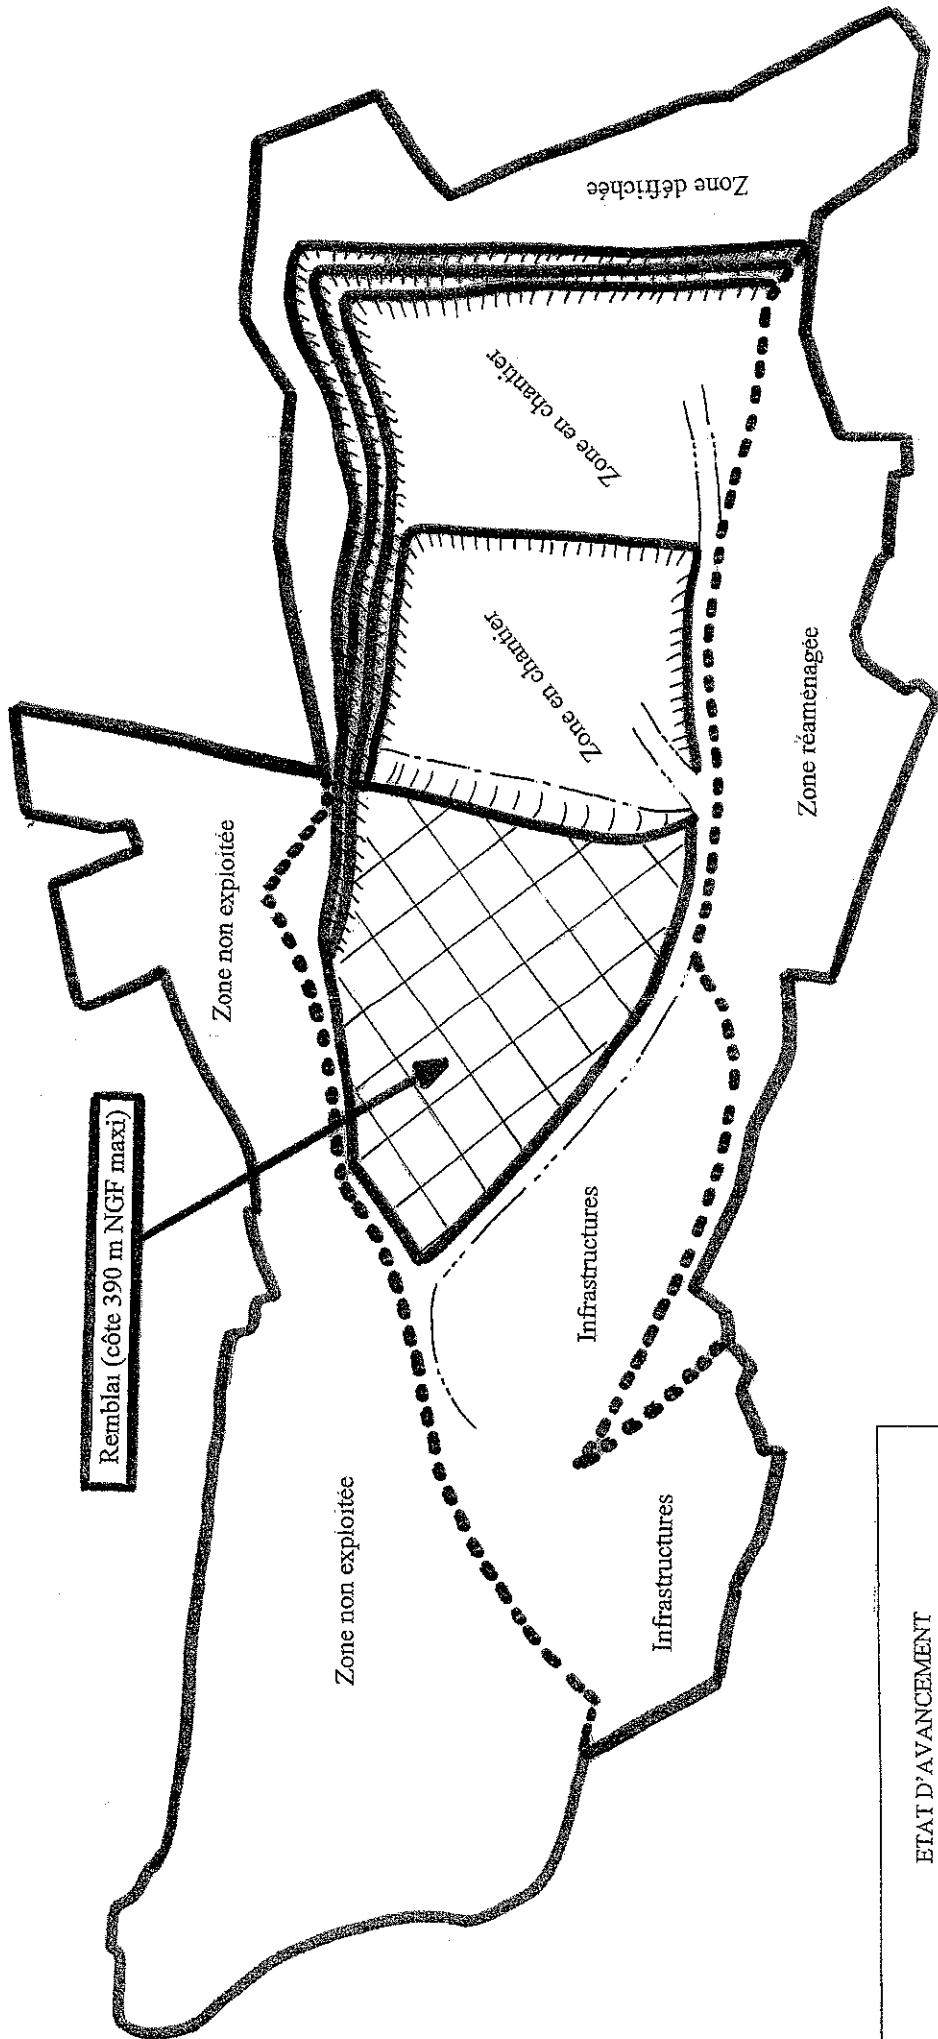 Remblai (côte 390 m NGF maxi)
Zone non exploitée
Zone non exploitée
Zone défrichée
Zone en chantier
Zone en chantier
Infrastructures
Infrastructures
Zone réaménagée
ETAT D'AVANCEMENT